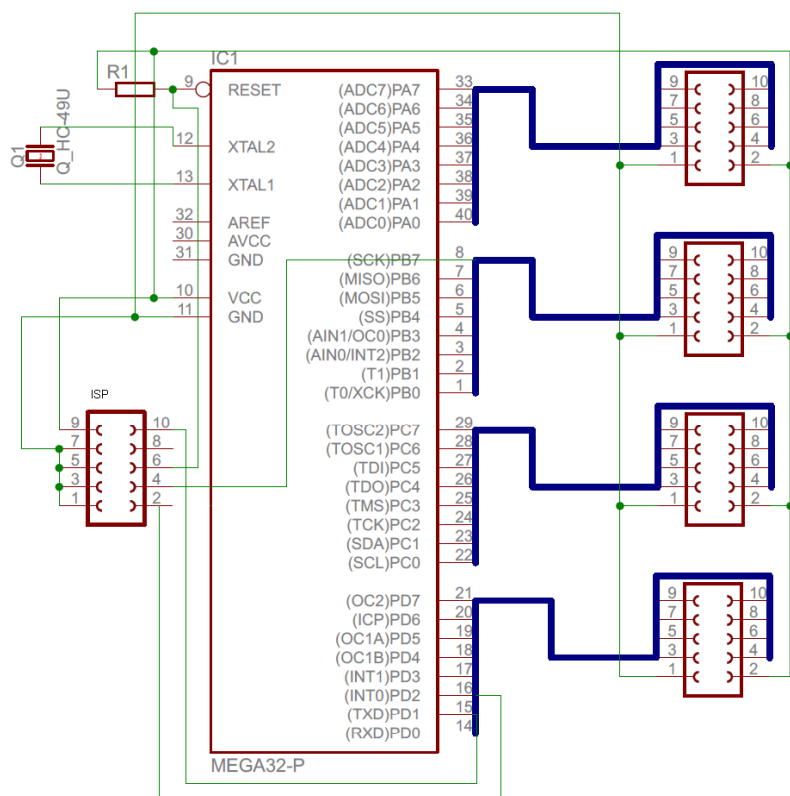 IC1
R1
9 RESET
Q1
Q_HC-49U
12 XTAL2
13 XTAL1
32 AREF
30 AVCC
31 GND
10 VCC
11 GND
(ADC7)PA7 33
(ADC6)PA6 34
(ADC5)PA5 35
(ADC4)PA4 36
(ADC3)PA3 37
(ADC2)PA2 38
(ADC1)PA1 39
(ADC0)PA0 40
(SCK)PB7 8
(MISO)PB6 7
(MOSI)PB5 6
(SS)PB4 5
(AIN1/OC0)PB3 4
(AIN0/INT2)PB2 3
(T1)PB1 2
(T0/XCK)PB0 1
(TOSC2)PC7 29
(TOSC1)PC6 28
(TDI)PC5 27
(TDO)PC4 26
(TMS)PC3 25
(TCK)PC2 24
(SDA)PC1 23
(SCL)PC0 22
(OC2)PD7 21
(ICP)PD6 20
(OC1A)PD5 19
(OC1B)PD4 18
(INT1)PD3 17
(INT0)PD2 16
(TXD)PD1 15
(RXD)PD0 14
MEGA32-P
ISP
9 10
7 8
5 6
3 4
1 2
9 10
7 8
5 6
3 4
1 2
9 10
7 8
5 6
3 4
1 2
9 10
7 8
5 6
3 4
1 2
9 10
7 8
5 6
3 4
1 2